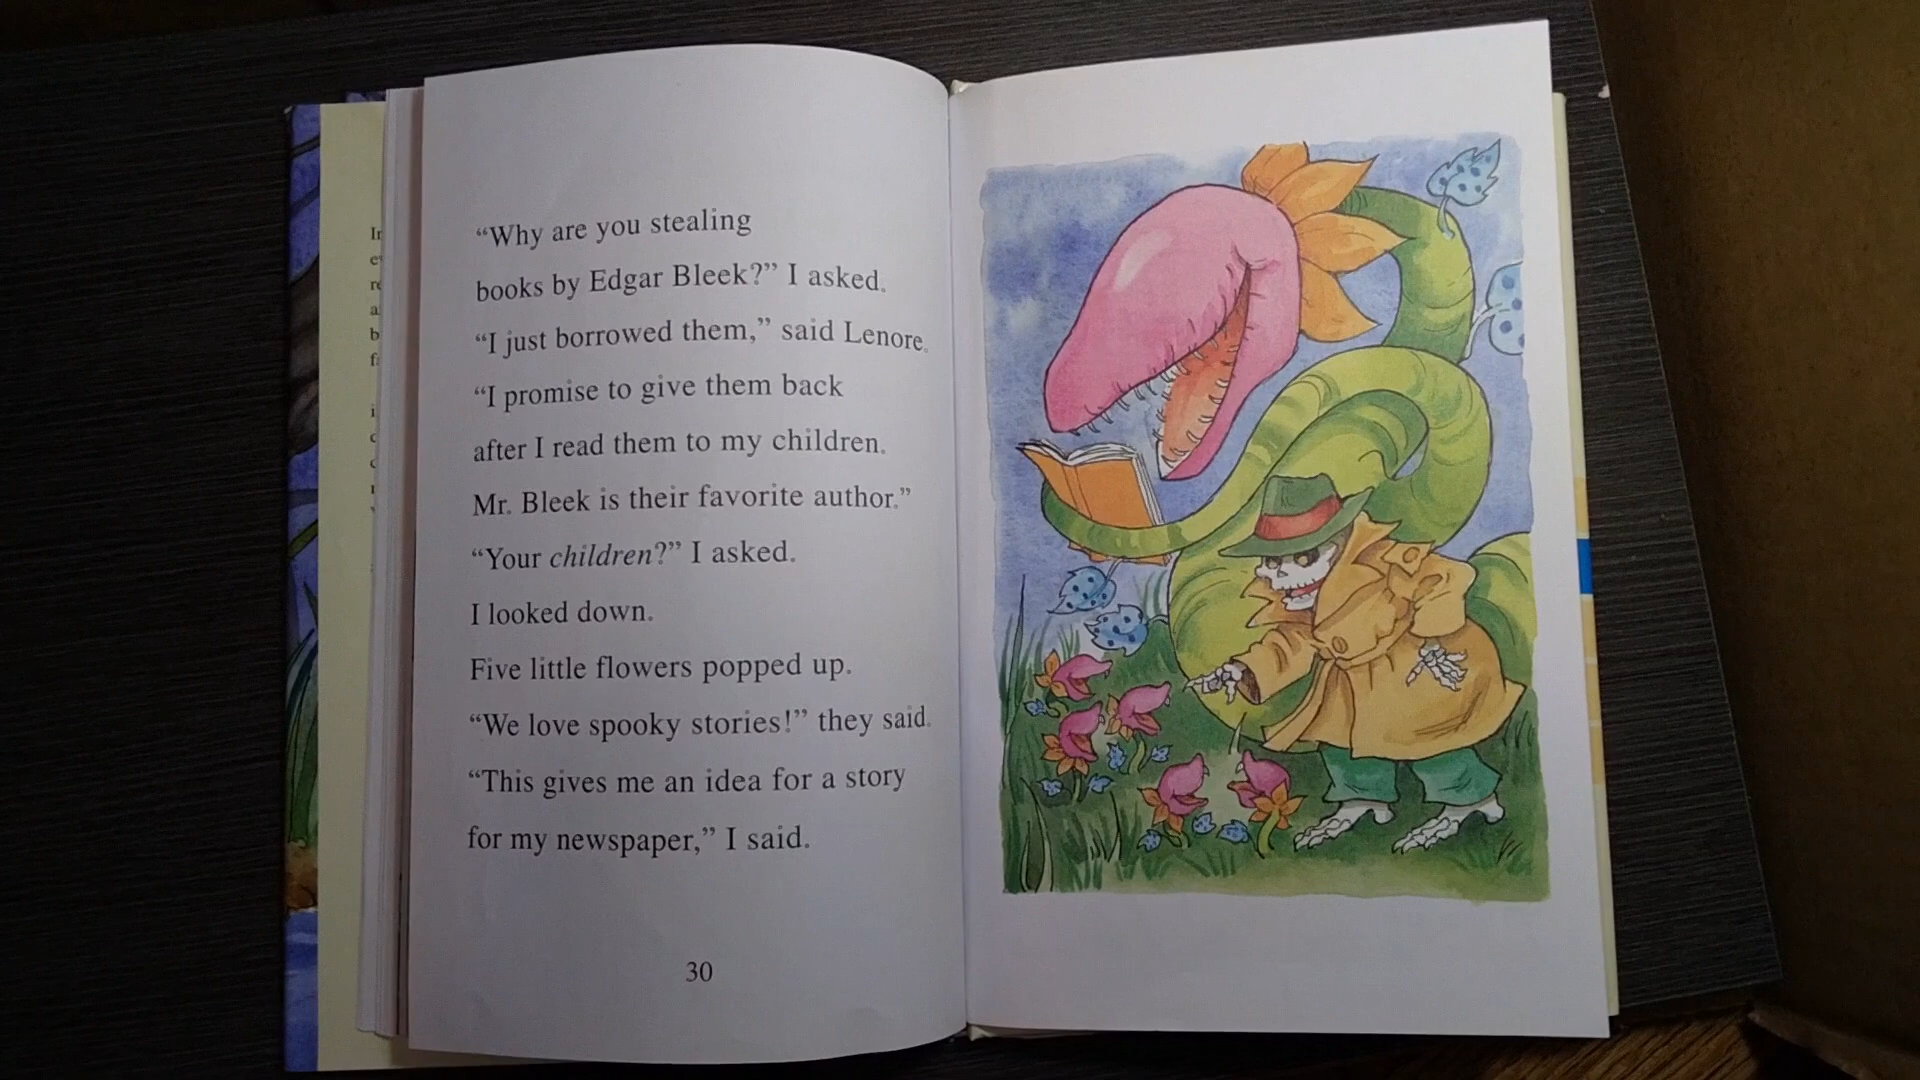 “Why are you stealing
books by Edgar Bleek?” I asked.
“I just borrowed them,” said Lenore.
“I promise to give them back
after I read them to my children.
Mr. Bleek is their favorite author.”
“Your children?” I asked.
I looked down.
Five little flowers popped up.
“We love spooky stories!” they said.
“This gives me an idea for a story
for my newspaper,” I said.
30